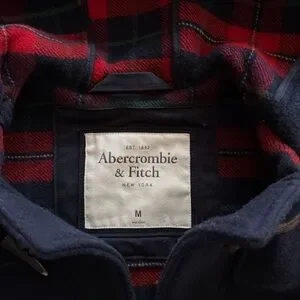 EST. 1892
Abercrombie
& Fitch
NEW YORK
M